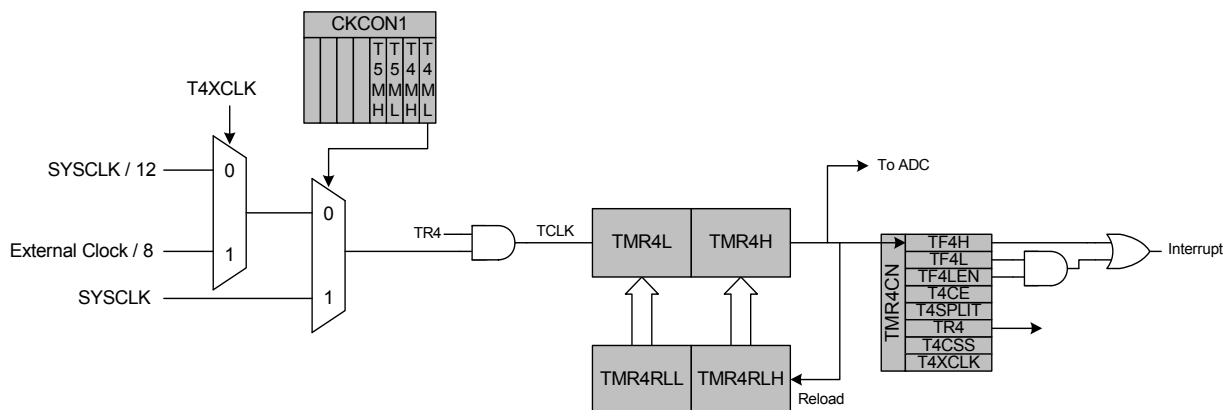 CKCON1
T5MH
T5ML
T4MH
T4ML
T4XCLK
SYSCLK / 12
0
1
External Clock / 8
SYSCLK
0
1
TR4
TCLK
TMR4L
TMR4H
To ADC
TMR4RLL
TMR4RLH
Reload
TMR4CN
TF4H
TF4L
TF4LEN
T4CE
T4SPLIT
TR4
T4CSS
T4XCLK
Interrupt